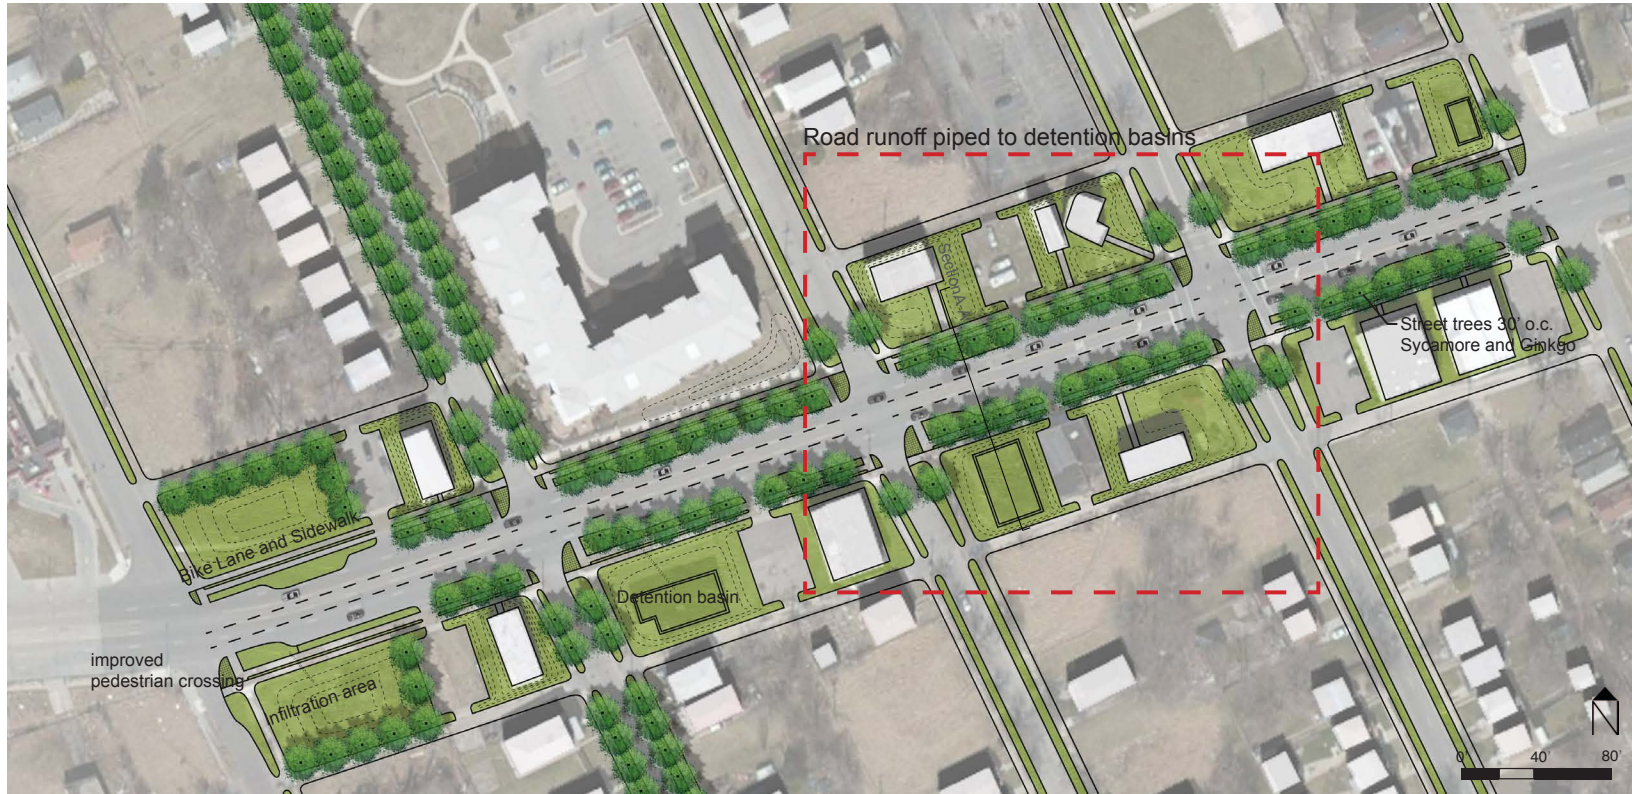 Road runoff piped to detention basins
Section A-A
Street trees 30' o.c.
Sycamore and Ginkgo
Bike Lane and Sidewalk
Detention basin
improved
pedestrian crossing
Infiltration area
N
0' 40' 80'